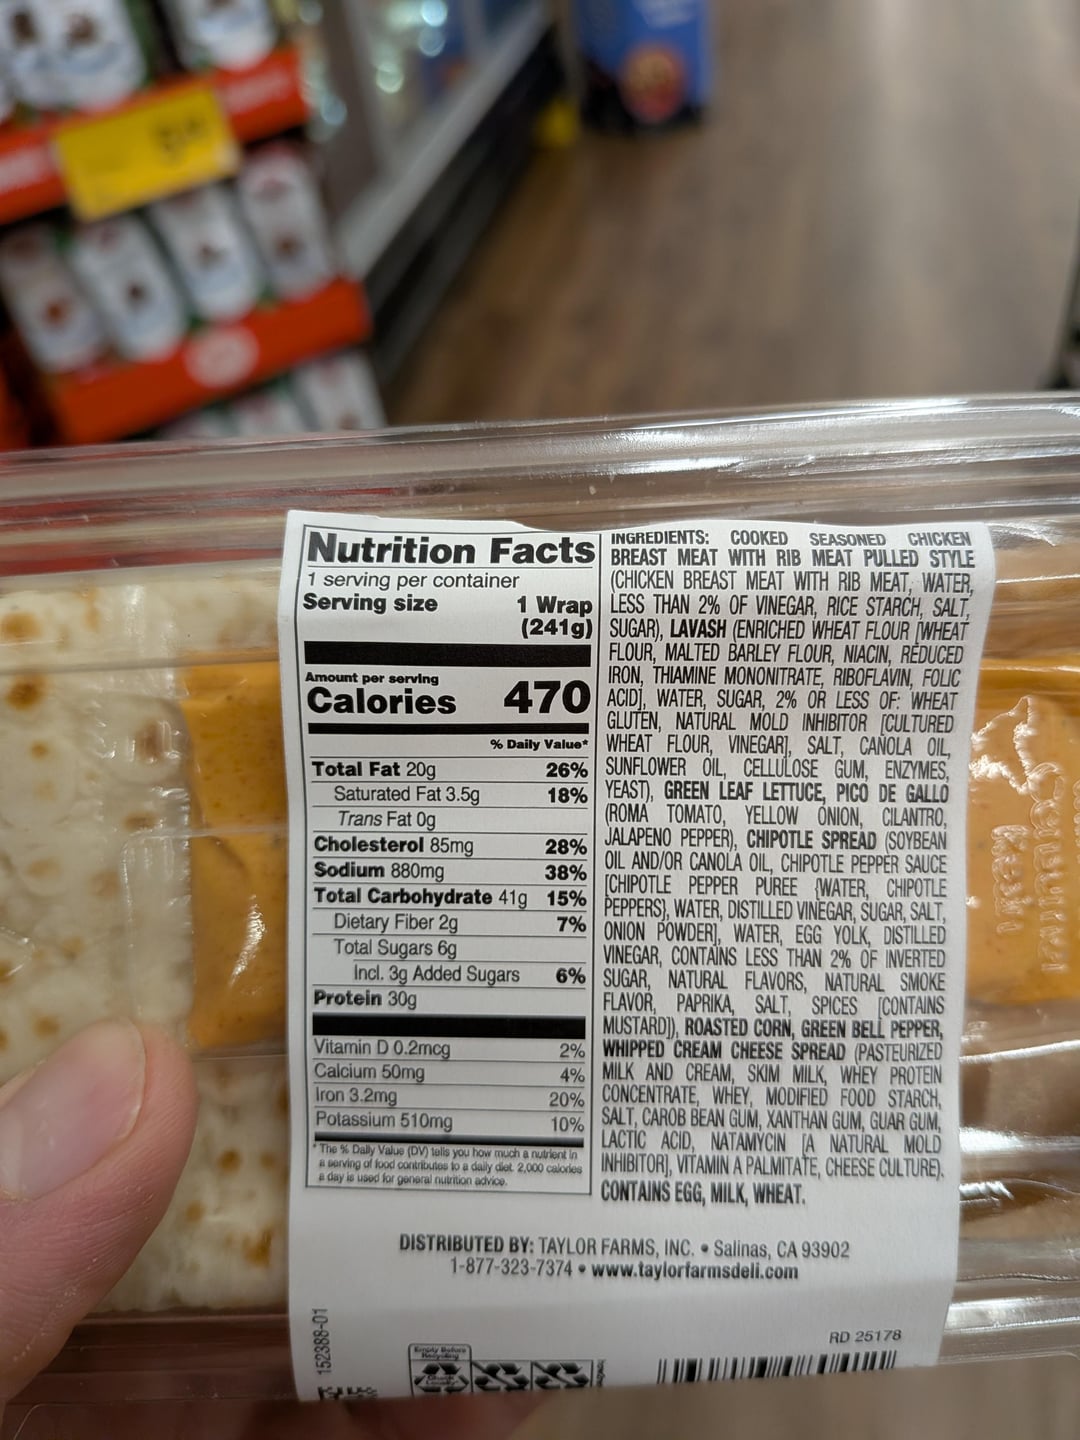 Nutrition Facts
1 serving per container
Serving size 1 Wrap
(241g)
Amount per serving
Calories 470
% Daily Value*
Total Fat 20g 26%
Saturated Fat 3.5g 18%
Trans Fat 0g
Cholesterol 85mg 28%
Sodium 880mg 38%
Total Carbohydrate 41g 15%
Dietary Fiber 2g 7%
Total Sugars 6g
Incl. 3g Added Sugars 6%
Protein 30g
Vitamin D 0.2mcg 2%
Calcium 50mg 4%
Iron 3.2mg 20%
Potassium 510mg 10%
*The % Daily Value (DV) tells you how much a nutrient in
a serving of food contributes to a daily diet. 2,000 calories
a day is used for general nutrition advice.
INGREDIENTS: COOKED SEASONED CHICKEN
BREAST MEAT WITH RIB MEAT PULLED STYLE
(CHICKEN BREAST MEAT WITH RIB MEAT, WATER,
LESS THAN 2% OF VINEGAR, RICE STARCH, SALT,
SUGAR), LAVASH (ENRICHED WHEAT FLOUR [WHEAT
FLOUR, MALTED BARLEY FLOUR, NIACIN, REDUCED
IRON, THIAMINE MONONITRATE, RIBOFLAVIN, FOLIC
ACID], WATER, SUGAR, 2% OR LESS OF: WHEAT
GLUTEN, NATURAL MOLD INHIBITOR [CULTURED
WHEAT FLOUR, VINEGAR], SALT, CANOLA OIL,
SUNFLOWER OIL, CELLULOSE GUM, ENZYMES,
YEAST), GREEN LEAF LETTUCE, PICO DE GALLO
(ROMA TOMATO, YELLOW ONION, CILANTRO,
JALAPENO PEPPER), CHIPOTLE SPREAD (SOYBEAN
OIL AND/OR CANOLA OIL, CHIPOTLE PEPPER SAUCE
[CHIPOTLE PEPPER PUREE {WATER, CHIPOTLE
PEPPERS}, WATER, DISTILLED VINEGAR, SUGAR, SALT,
ONION POWDER], WATER, EGG YOLK, DISTILLED
VINEGAR, CONTAINS LESS THAN 2% OF INVERTED
SUGAR, NATURAL FLAVORS, NATURAL SMOKE
FLAVOR, PAPRIKA, SALT, SPICES [CONTAINS
MUSTARD]), ROASTED CORN, GREEN BELL PEPPER,
WHIPPED CREAM CHEESE SPREAD (PASTEURIZED
MILK AND CREAM, SKIM MILK, WHEY PROTEIN
CONCENTRATE, WHEY, MODIFIED FOOD STARCH,
SALT, CAROB BEAN GUM, XANTHAN GUM, GUAR GUM,
LACTIC ACID, NATAMYCIN [A NATURAL MOLD
INHIBITOR], VITAMIN A PALMITATE, CHEESE CULTURE).
CONTAINS EGG, MILK, WHEAT.
DISTRIBUTED BY: TAYLOR FARMS, INC. • Salinas, CA 93902
1-877-323-7374 • www.taylorfarmsdeli.com
152388-01
Empty Before
Recycling
RD 25178